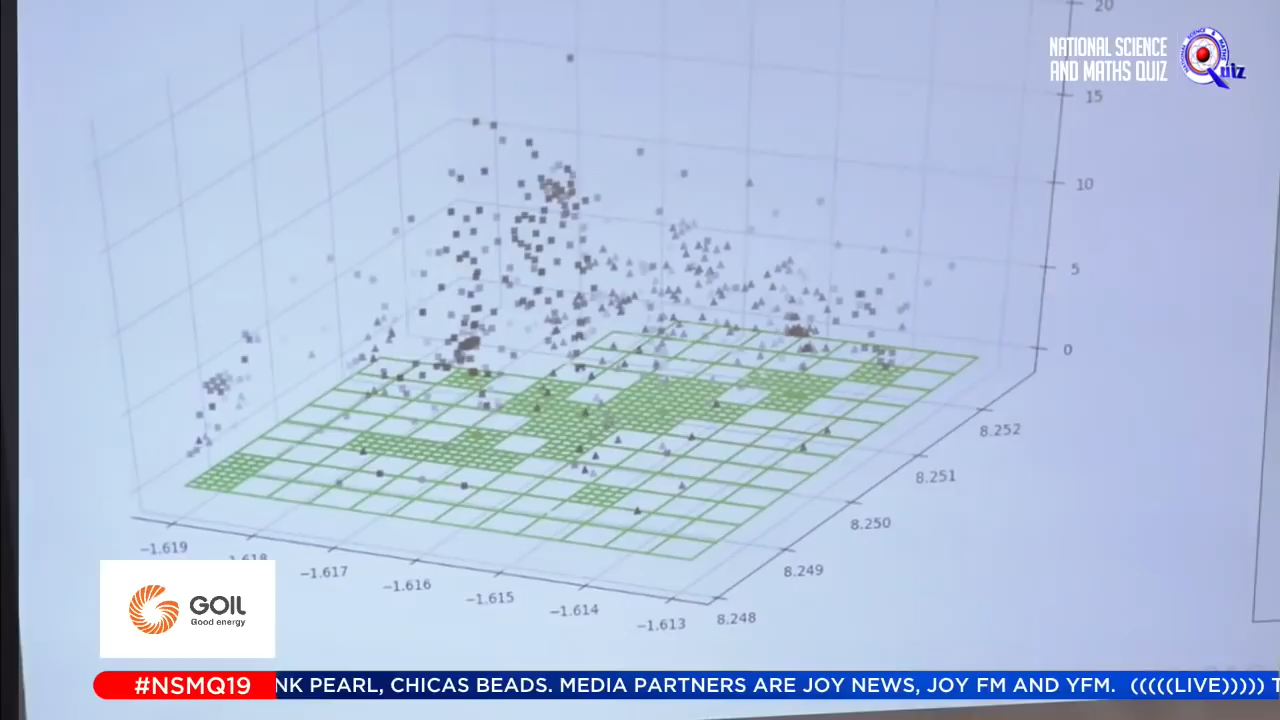 20
NATIONAL SCIENCE
AND MATHS QUIZ
Quiz
15
10
5
0
8.252
8.251
8.250
8.249
8.248
−1.619
−1.617
−1.616
−1.615
−1.614
−1.613
GOIL
Good energy
#NSMQ19
NK PEARL, CHICAS BEADS. MEDIA PARTNERS ARE JOY NEWS, JOY FM AND YFM. (((((LIVE))))) T